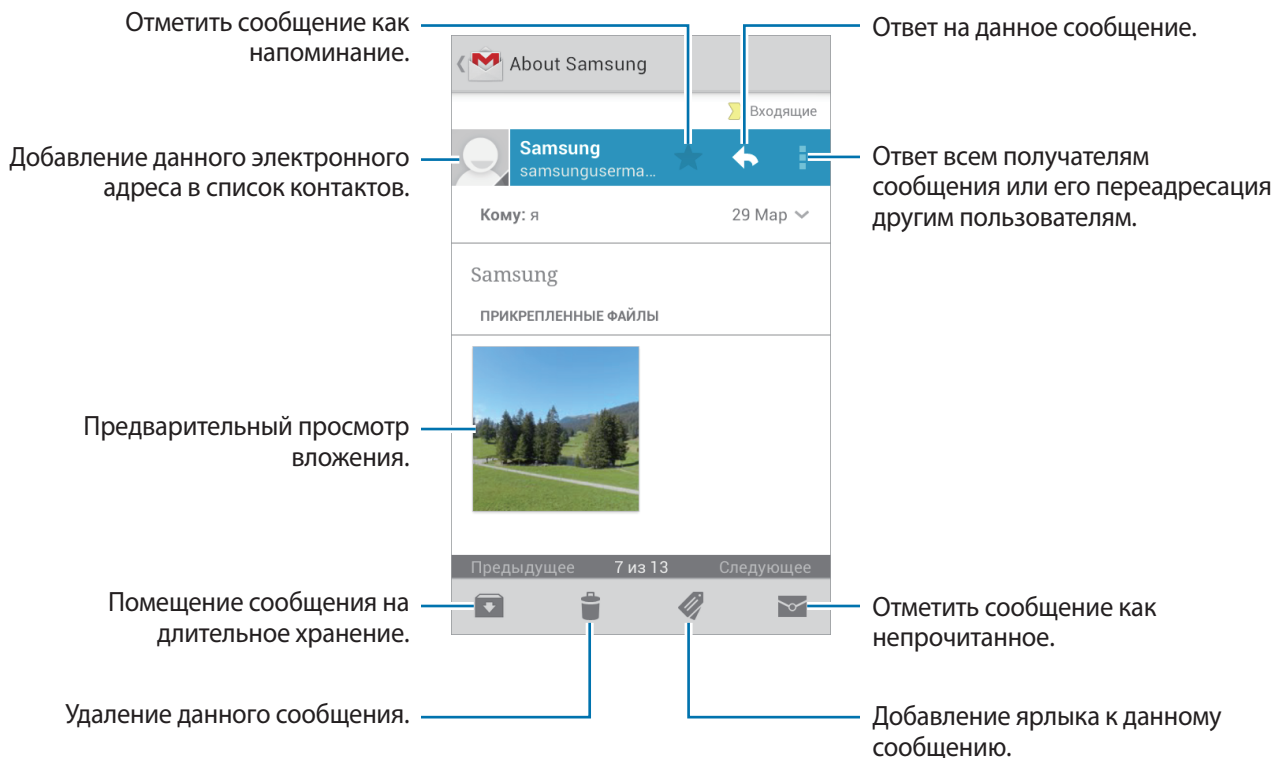 Отметить сообщение как
напоминание.
Ответ на данное сообщение.
About Samsung
Входящие
Добавление данного электронного
адреса в список контактов.
Samsung
samsunguserma...
Ответ всем получателям
сообщения или его переадресация
другим пользователям.
Кому: я
29 Мар
Samsung
ПРИКРЕПЛЕННЫЕ ФАЙЛЫ
Предварительный просмотр
вложения.
Предыдущее 7 из 13 Следующее
Помещение сообщения на
длительное хранение.
Отметить сообщение как
непрочитанное.
Удаление данного сообщения.
Добавление ярлыка к данному
сообщению.